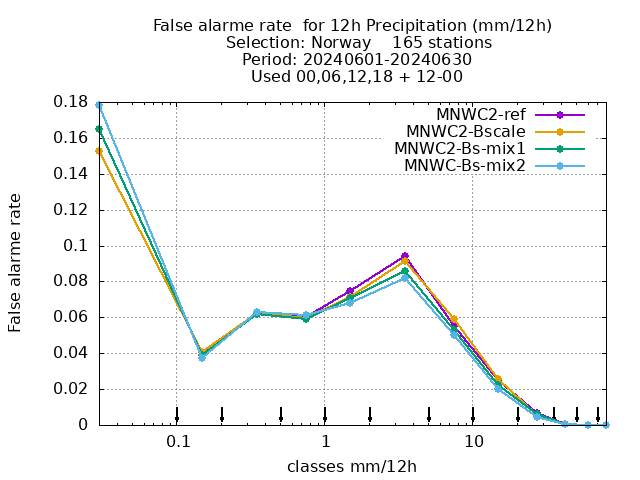 False alarme rate  for 12h Precipitation (mm/12h)
Selection: Norway    165 stations
Period: 20240601-20240630
Used 00,06,12,18 + 12-00
MNWC2-ref
MNWC2-Bscale
MNWC2-Bs-mix1
MNWC-Bs-mix2
False alarme rate
0.18
0.16
0.14
0.12
0.1
0.08
0.06
0.04
0.02
0
0.1
1
10
classes mm/12h